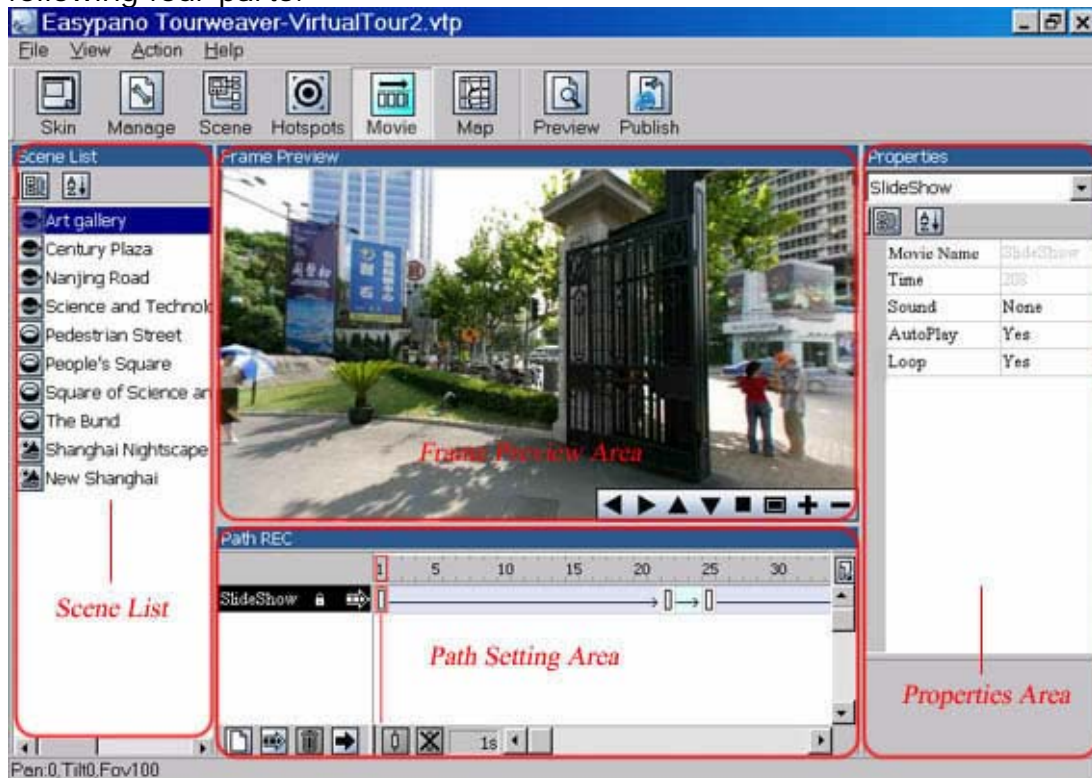 Easypano Tourweaver-VirtualTour2.vtp
File View Action Help
Skin Manage Scene Hotspots Movie Map Preview Publish
Scene List
Art gallery
Century Plaza
Nanjing Road
Science and Technolo
Pedestrian Street
People's Square
Square of Science an
The Bund
Shanghai Nightscape
New Shanghai
Scene List
Frame Preview
Frame Preview Area
Path REC
1 5 10 15 20 25 30
SlideShow
Path Setting Area
1s
Properties
SlideShow
Movie Name SlideShow
Time 20s
Sound None
AutoPlay Yes
Loop Yes
Properties Area
Pan:0,Tilt0,Fov100